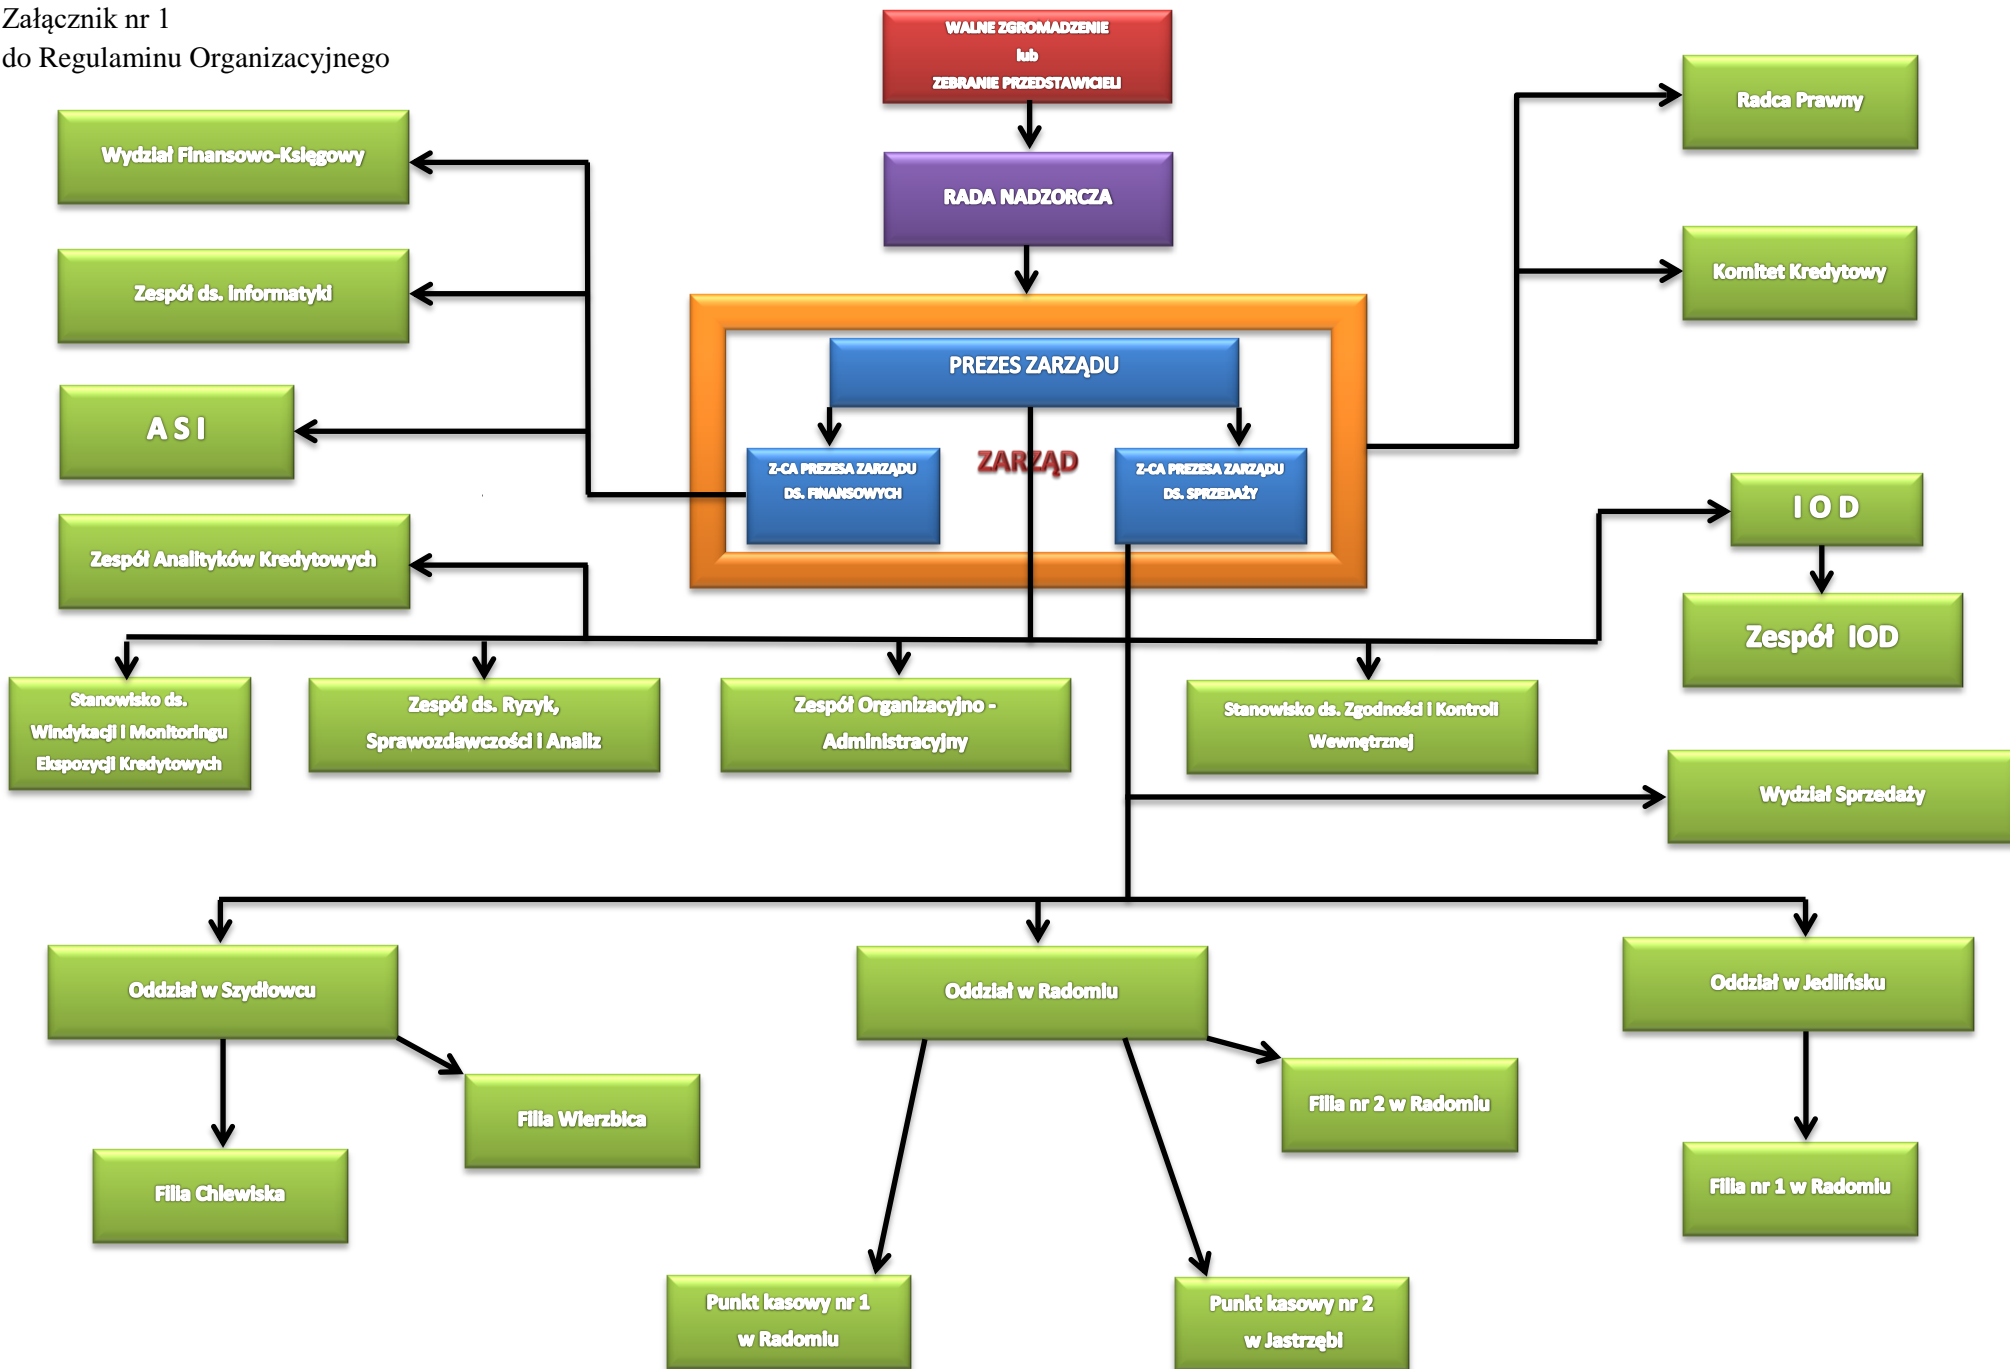 Załącznik nr 1
do Regulaminu Organizacyjnego
WALNE ZGROMADZENIE
lub
ZEBRANIE PRZEDSTAWICIELI
Radca Prawny
Wydział Finansowo-Księgowy
RADA NADZORCZA
Komitet Kredytowy
Zespół ds. Informatyki
PREZES ZARZĄDU
A S I
ZARZĄD
Z-CA PREZESA ZARZĄDU
DS. FINANSOWYCH
Z-CA PREZESA ZARZĄDU
DS. SPRZEDAŻY
I O D
Zespół Analityków Kredytowych
Zespół IOD
Stanowisko ds.
Windykacji i Monitoringu
Ekspozycji Kredytowych
Zespół ds. Ryzyk,
Sprawozdawczości i Analiz
Zespół Organizacyjno -
Administracyjny
Stanowisko ds. Zgodności i Kontroli
Wewnętrznej
Wydział Sprzedaży
Oddział w Szydłowcu
Oddział w Radomiu
Oddział w Jedlińsku
Filia Wierzbica
Filia nr 2 w Radomiu
Filia Chlewiska
Filia nr 1 w Radomiu
Punkt kasowy nr 1
w Radomiu
Punkt kasowy nr 2
w Jastrzębi